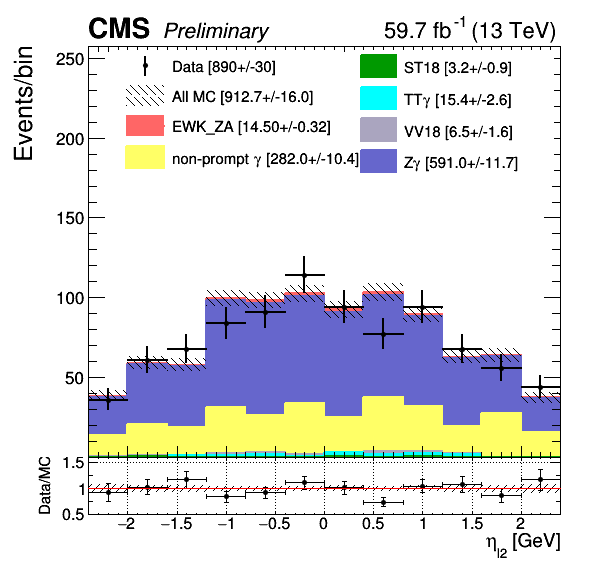 CMS Preliminary 59.7 fb⁻¹ (13 TeV)
Events/bin
250
200
150
100
50
Data [890+/-30]
All MC [912.7+/-16.0]
EWK_ZA [14.50+/-0.32]
non-prompt γ [282.0+/-10.4]
ST18 [3.2+/-0.9]
TTγ [15.4+/-2.6]
VV18 [6.5+/-1.6]
Zγ [591.0+/-11.7]
Data/MC
1.5
1
0.5
−2 −1.5 −1 −0.5 0 0.5 1 1.5 2
η_l2 [GeV]